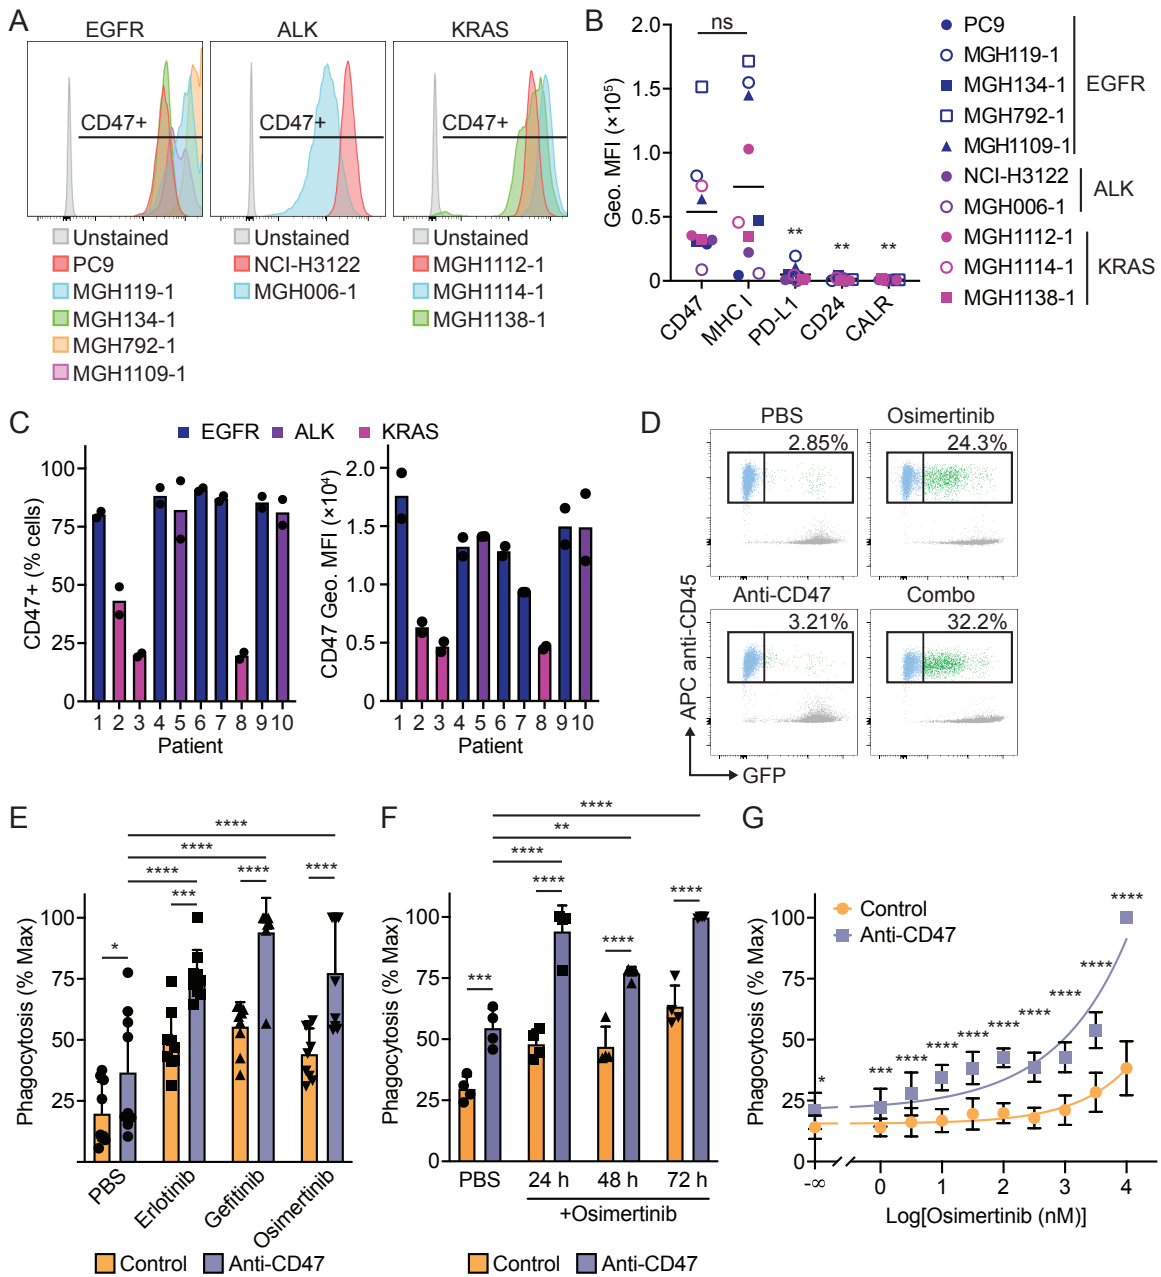 A
EGFR
ALK
KRAS
CD47+
CD47+
CD47+
Unstained
PC9
MGH119-1
MGH134-1
MGH792-1
MGH1109-1
Unstained
NCI-H3122
MGH006-1
Unstained
MGH1112-1
MGH1114-1
MGH1138-1
B
Geo. MFI (×10⁵)
2.0
1.5
1.0
0.5
0
ns
**
**
**
CD47
MHC I
PD-L1
CD24
CALR
PC9
MGH119-1
MGH134-1
MGH792-1
MGH1109-1
EGFR
NCI-H3122
MGH006-1
ALK
MGH1112-1
MGH1114-1
MGH1138-1
KRAS
C
EGFR
ALK
KRAS
CD47+ (% cells)
100
75
50
25
0
1 2 3 4 5 6 7 8 9 10
Patient
CD47 Geo. MFI (×10⁴)
2.0
1.5
1.0
0.5
0
1 2 3 4 5 6 7 8 9 10
Patient
D
PBS
2.85%
Osimertinib
24.3%
Anti-CD47
3.21%
Combo
32.2%
APC anti-CD45
GFP
E
Phagocytosis (% Max)
100
75
50
25
****
****
****
*
***
****
****
PBS
Erlotinib
Gefitinib
Osimertinib
Control
Anti-CD47
F
Phagocytosis (% Max)
100
75
50
25
0
****
**
****
***
****
****
****
PBS
24 h
48 h
72 h
+Osimertinib
Control
Anti-CD47
G
Phagocytosis (% Max)
100
75
50
25
0
Control
Anti-CD47
*
***
****
****
****
****
****
****
****
****
-∞
0
1
2
3
4
Log[Osimertinib (nM)]